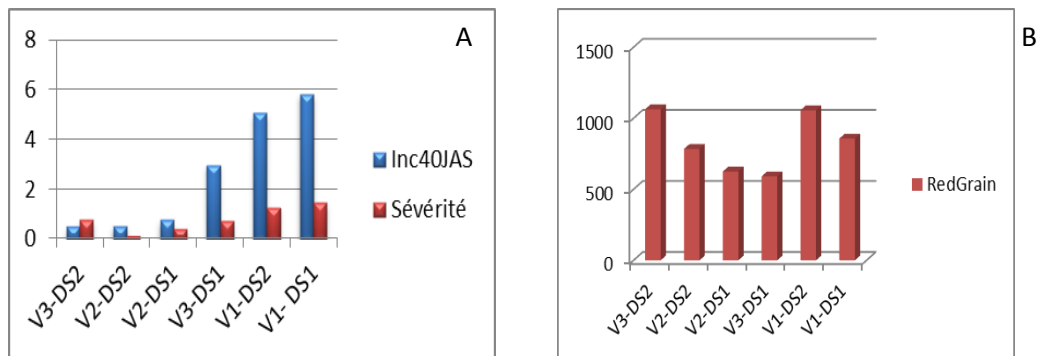 A
8
6
4
2
0
Inc40JAS
Sévérité
V3-DS2
V2-DS2
V2-DS1
V3-DS1
V1-DS2
V1- DS1
B
1500
1000
500
0
RedGrain
V3-DS2
V2-DS2
V2-DS1
V3-DS1
V1-DS2
V1-DS1